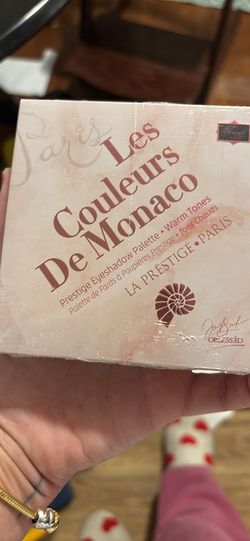 Paris
Les
Couleurs
De Monaco
Prestige Eyeshadow Palette • Warm Tones
Palette de Fards à Paupières Prestige • Tons Chauds
LA PRESTIGE • PARIS